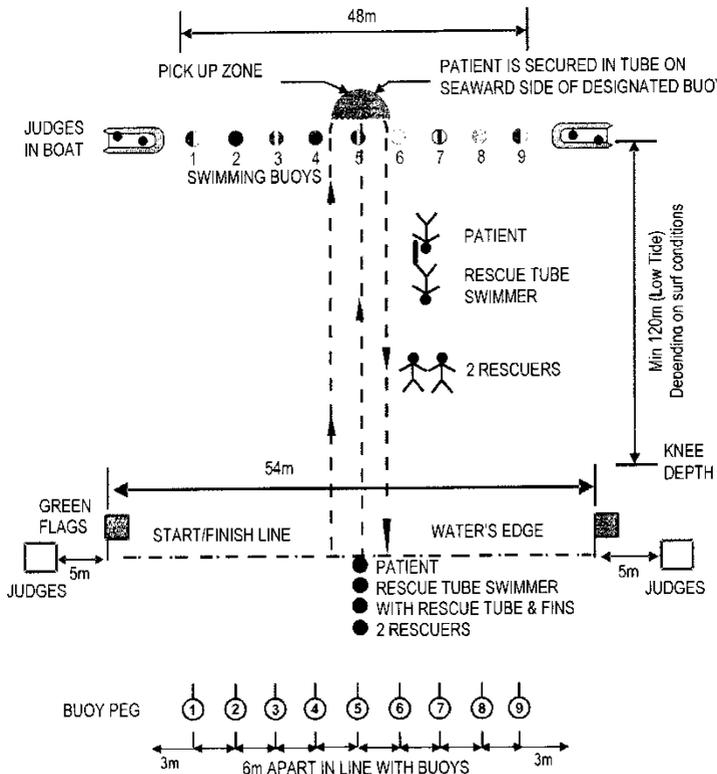 48m
PICK UP ZONE
PATIENT IS SECURED IN TUBE ON
SEAWARD SIDE OF DESIGNATED BUOY
JUDGES
IN BOAT
1 2 3 4 5 6 7 8 9
SWIMMING BUOYS
PATIENT
RESCUE TUBE
SWIMMER
2 RESCUERS
Min 120m (Low Tide)
Depending on surf conditions
KNEE
DEPTH
54m
GREEN
FLAGS
START/FINISH LINE
WATER'S EDGE
5m
JUDGES
5m
JUDGES
PATIENT
RESCUE TUBE SWIMMER
WITH RESCUE TUBE & FINS
2 RESCUERS
BUOY PEG
1 2 3 4 5 6 7 8 9
3m
6m APART IN LINE WITH BUOYS
3m